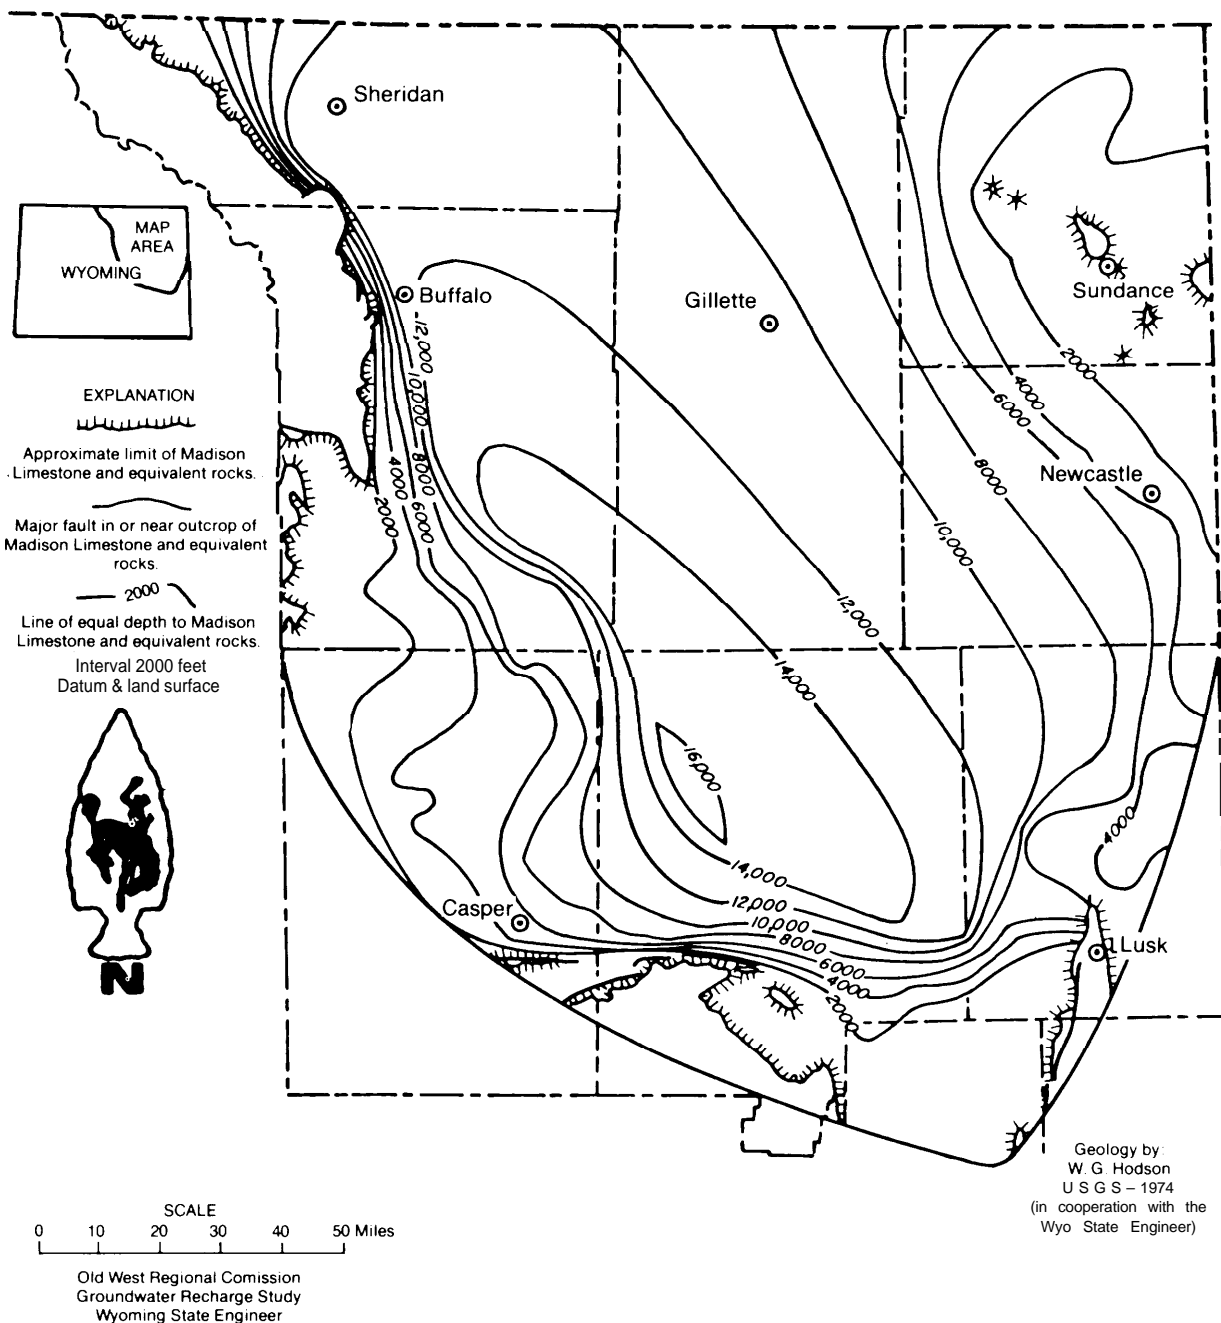 Sheridan
MAP
AREA
WYOMING
Buffalo
Gillette
Sundance
EXPLANATION
Approximate limit of Madison
Limestone and equivalent rocks.
Major fault in or near outcrop of
Madison Limestone and equivalent
rocks.
2000
Line of equal depth to Madison
Limestone and equivalent rocks.
Interval 2000 feet
Datum & land surface
12,000
10,000
8000
6000
4000
2000
2000
4000
6000
8000
10,000
12,000
14,000
16,000
Newcastle
4000
14,000
12,000
10,000
8000
6000
4000
2000
Casper
Lusk
N
Geology by:
W. G. Hodson
U S G S – 1974
(in cooperation with the
Wyo State Engineer)
SCALE
0 10 20 30 40 50 Miles
Old West Regional Comission
Groundwater Recharge Study
Wyoming State Engineer